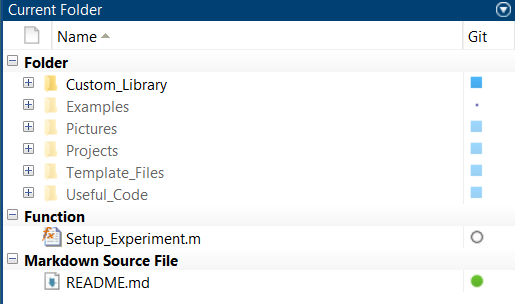 Current Folder
Name Git
Folder
Custom_Library
Examples
Pictures
Projects
Template_Files
Useful_Code
Function
Setup_Experiment.m
Markdown Source File
README.md